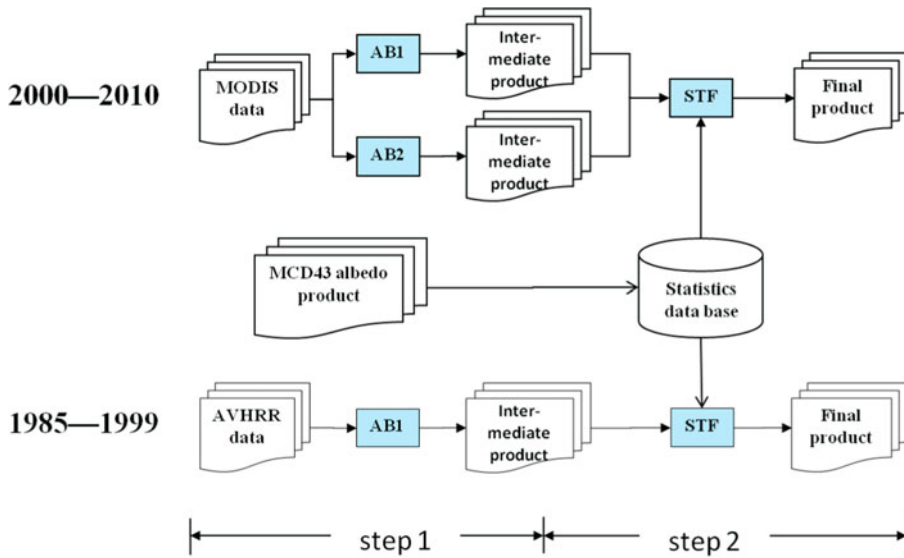 2000—2010
MODIS
data
AB1
AB2
Inter-
mediate
product
Inter-
mediate
product
STF
Final
product
MCD43 albedo
product
Statistics
data base
1985—1999
AVHRR
data
AB1
Inter-
mediate
product
STF
Final
product
step 1
step 2